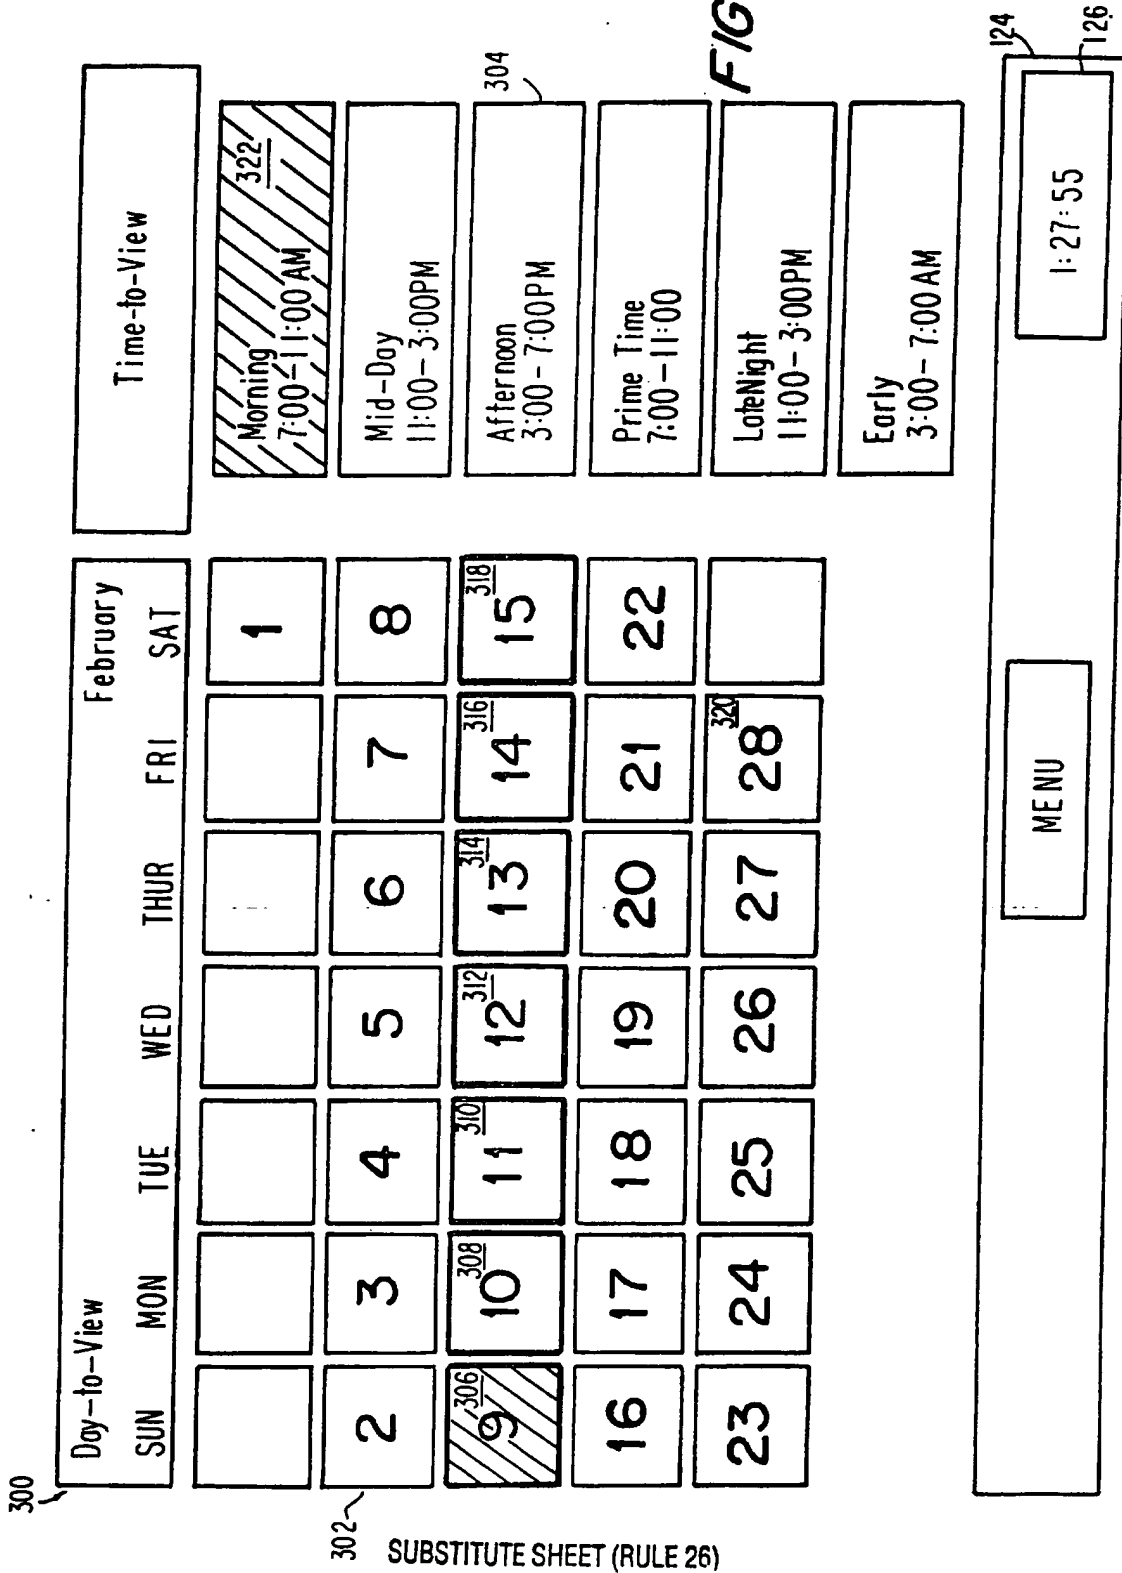 300
Day-to-View February
SUN MON TUE WED THUR FRI SAT
1
302
2 3 4 5 6 7 8
306 308 310 312 314 316 318
9 10 11 12 13 14 15
16 17 18 19 20 21 22
320
23 24 25 26 27 28
Time-to-View
322
Morning
7:00-11:00 AM
Mid-Day
11:00-3:00PM
304
Afternoon
3:00-7:00PM
Prime Time
7:00-11:00
LateNight
11:00-3:00PM
Early
3:00-7:00 AM
FIG
MENU
1:27:55
124
126
SUBSTITUTE SHEET (RULE 26)